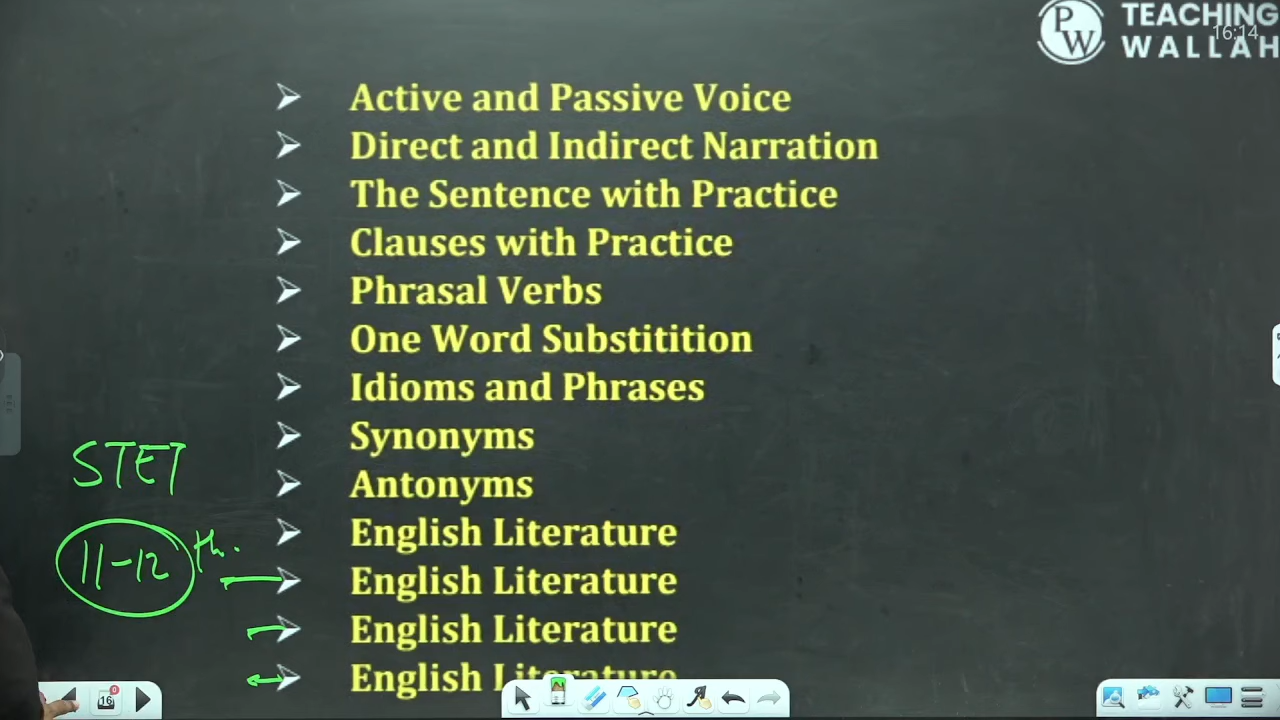 PW TEACHING
WALLAH
16:14
Active and Passive Voice
Direct and Indirect Narration
The Sentence with Practice
Clauses with Practice
Phrasal Verbs
One Word Substitition
Idioms and Phrases
Synonyms
Antonyms
English Literature
English Literature
English Literature
English Literature
STET
11-12 th.
16